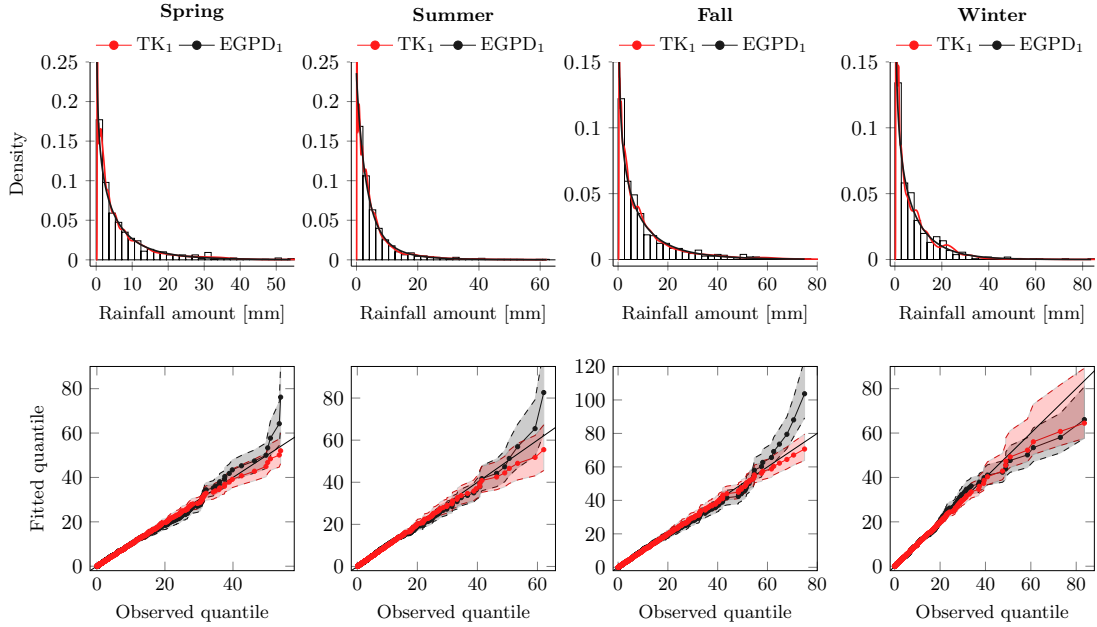 Spring Summer Fall Winter
TK₁ EGPD₁ TK₁ EGPD₁ TK₁ EGPD₁ TK₁ EGPD₁
0.25 0.25 0.15 0.15
0.2 0.2
0.15 0.15 0.1 0.1
Density
0.1 0.1
0.05 0.05
0.05 0.05
0 0 0 0
0 10 20 30 40 50 0 20 40 60 0 20 40 60 80 0 20 40 60 80
Rainfall amount [mm] Rainfall amount [mm] Rainfall amount [mm] Rainfall amount [mm]
120
80 80 100 80
80
60 60 60
60
Fitted quantile
40 40 40
40
20 20 20 20
0 0 0 0
0 20 40 0 20 40 60 0 20 40 60 80 0 20 40 60 80
Observed quantile Observed quantile Observed quantile Observed quantile